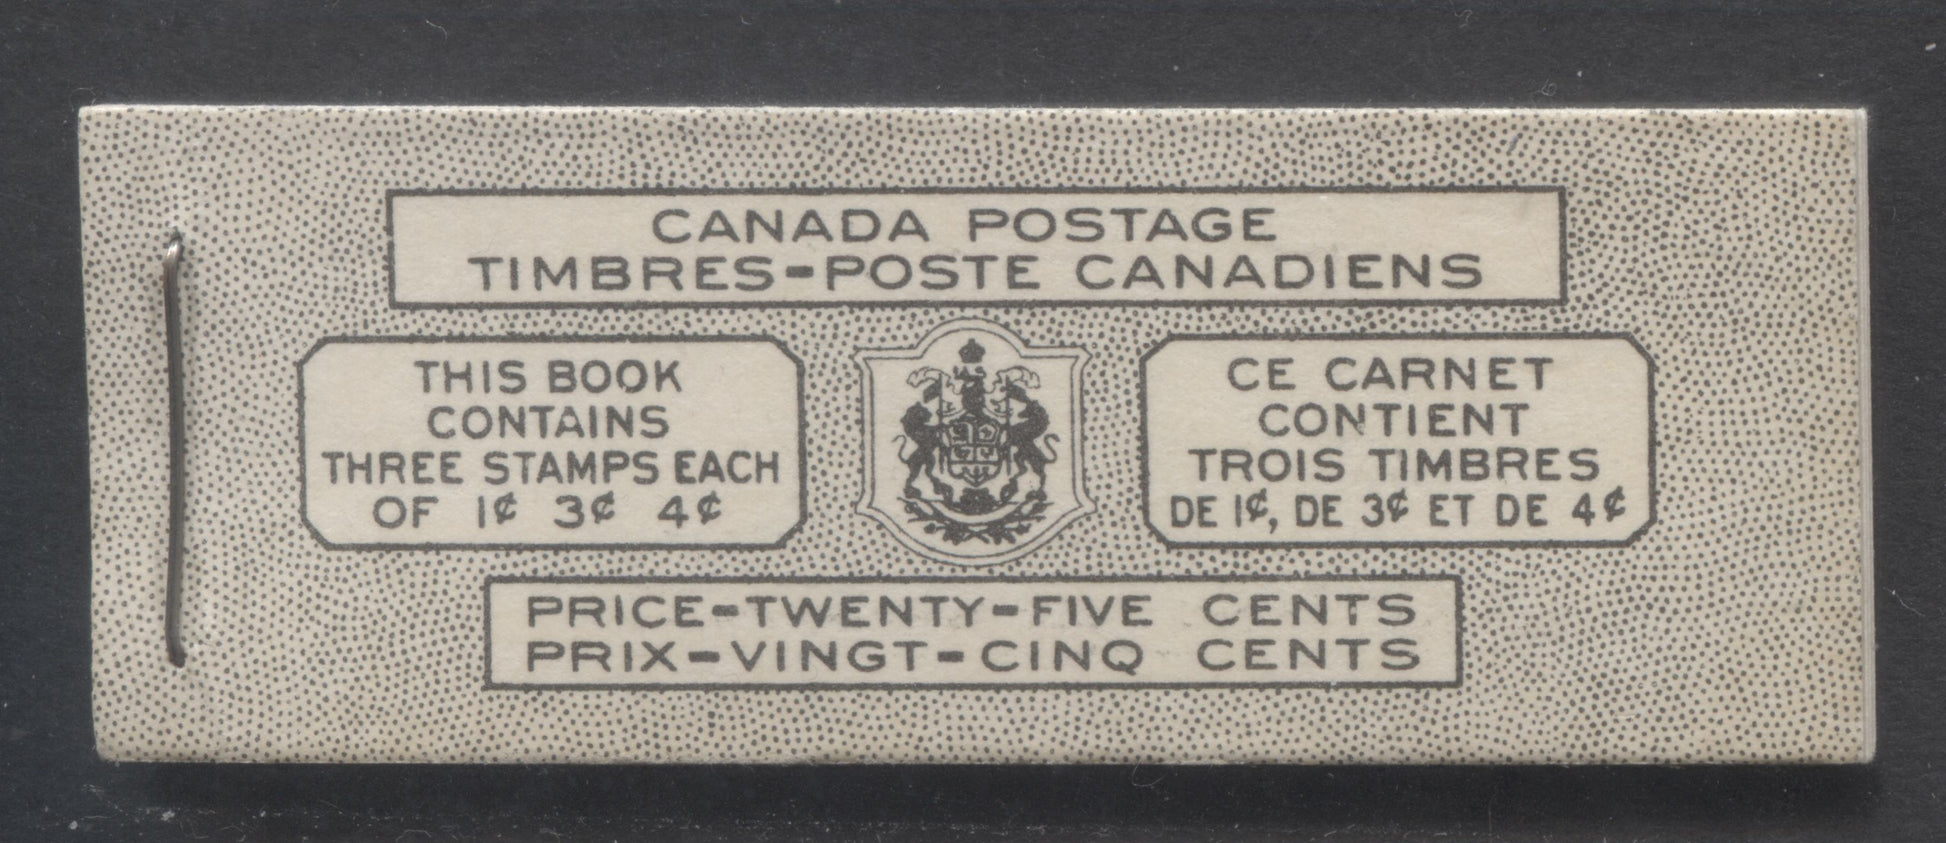 CANADA POSTAGE
TIMBRES-POSTE CANADIENS
THIS BOOK
CONTAINS
THREE STAMPS EACH
OF 1¢ 3¢ 4¢
CE CARNET
CONTIENT
TROIS TIMBRES
DE 1¢, DE 3¢ ET DE 4¢
PRICE-TWENTY-FIVE CENTS
PRIX-VINGT-CINQ CENTS